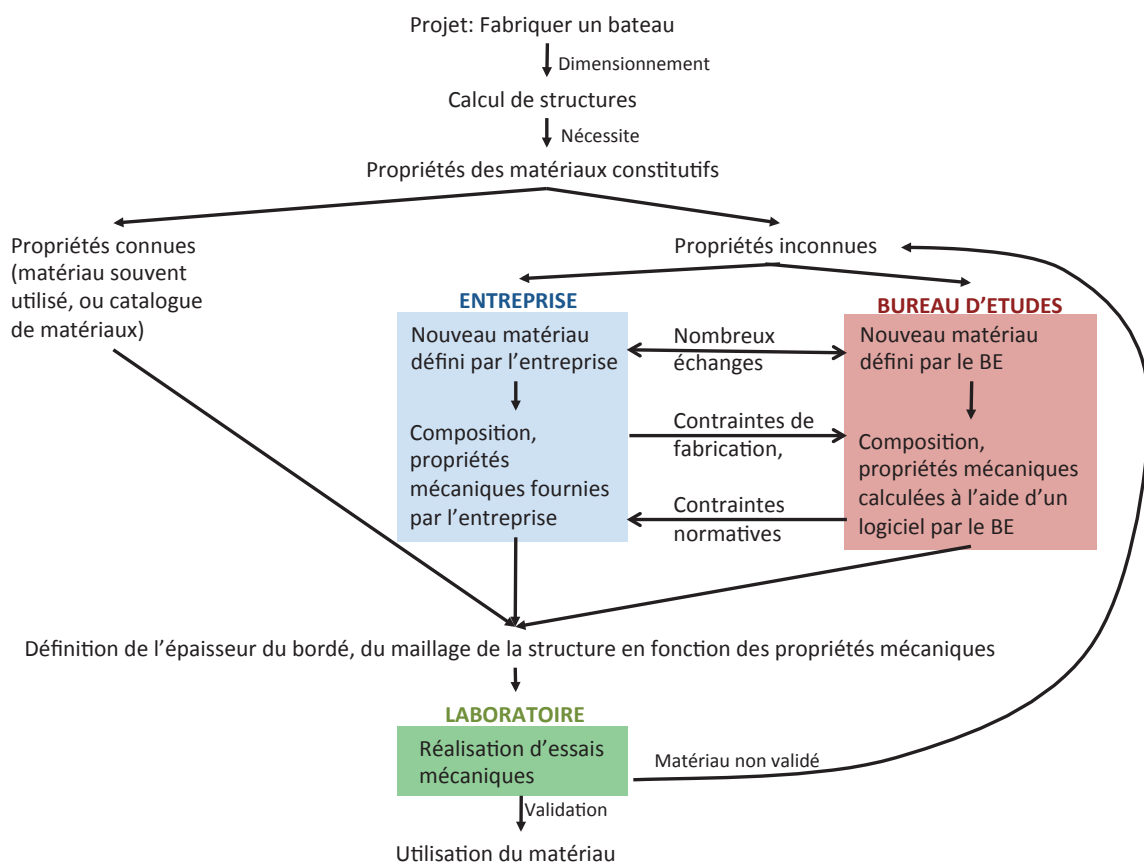 Projet: Fabriquer un bateau
Dimensionnement
Calcul de structures
Nécessite
Propriétés des matériaux constitutifs
Propriétés connues
(matériau souvent
utilisé, ou catalogue
de matériaux)
Propriétés inconnues
ENTREPRISE
Nouveau matériau
défini par l'entreprise
Composition,
propriétés
mécaniques fournies
par l'entreprise
Nombreux
échanges
Contraintes de
fabrication,
Contraintes
normatives
BUREAU D'ETUDES
Nouveau matériau
défini par le BE
Composition,
propriétés mécaniques
calculées à l'aide d'un
logiciel par le BE
Définition de l'épaisseur du bordé, du maillage de la structure en fonction des propriétés mécaniques
LABORATOIRE
Réalisation d'essais
mécaniques
Matériau non validé
Validation
Utilisation du matériau